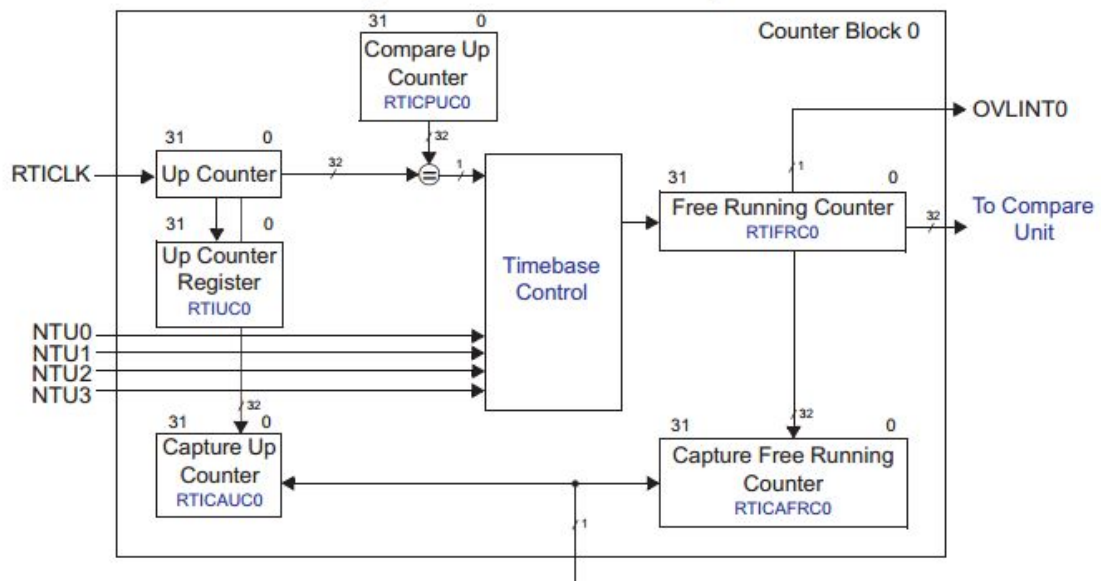 Counter Block 0
31 0
Compare Up
Counter
RTICPUC0
32
OVLINT0
31 0
RTICLK
Up Counter
32
=
1
1
31 0
Free Running Counter
RTIFRC0
32
To Compare
Unit
31 0
Up Counter
Register
RTIUC0
Timebase
Control
NTU0
NTU1
NTU2
NTU3
32
32
31 0
Capture Up
Counter
RTICAUC0
31 0
Capture Free Running
Counter
RTICAFRC0
1